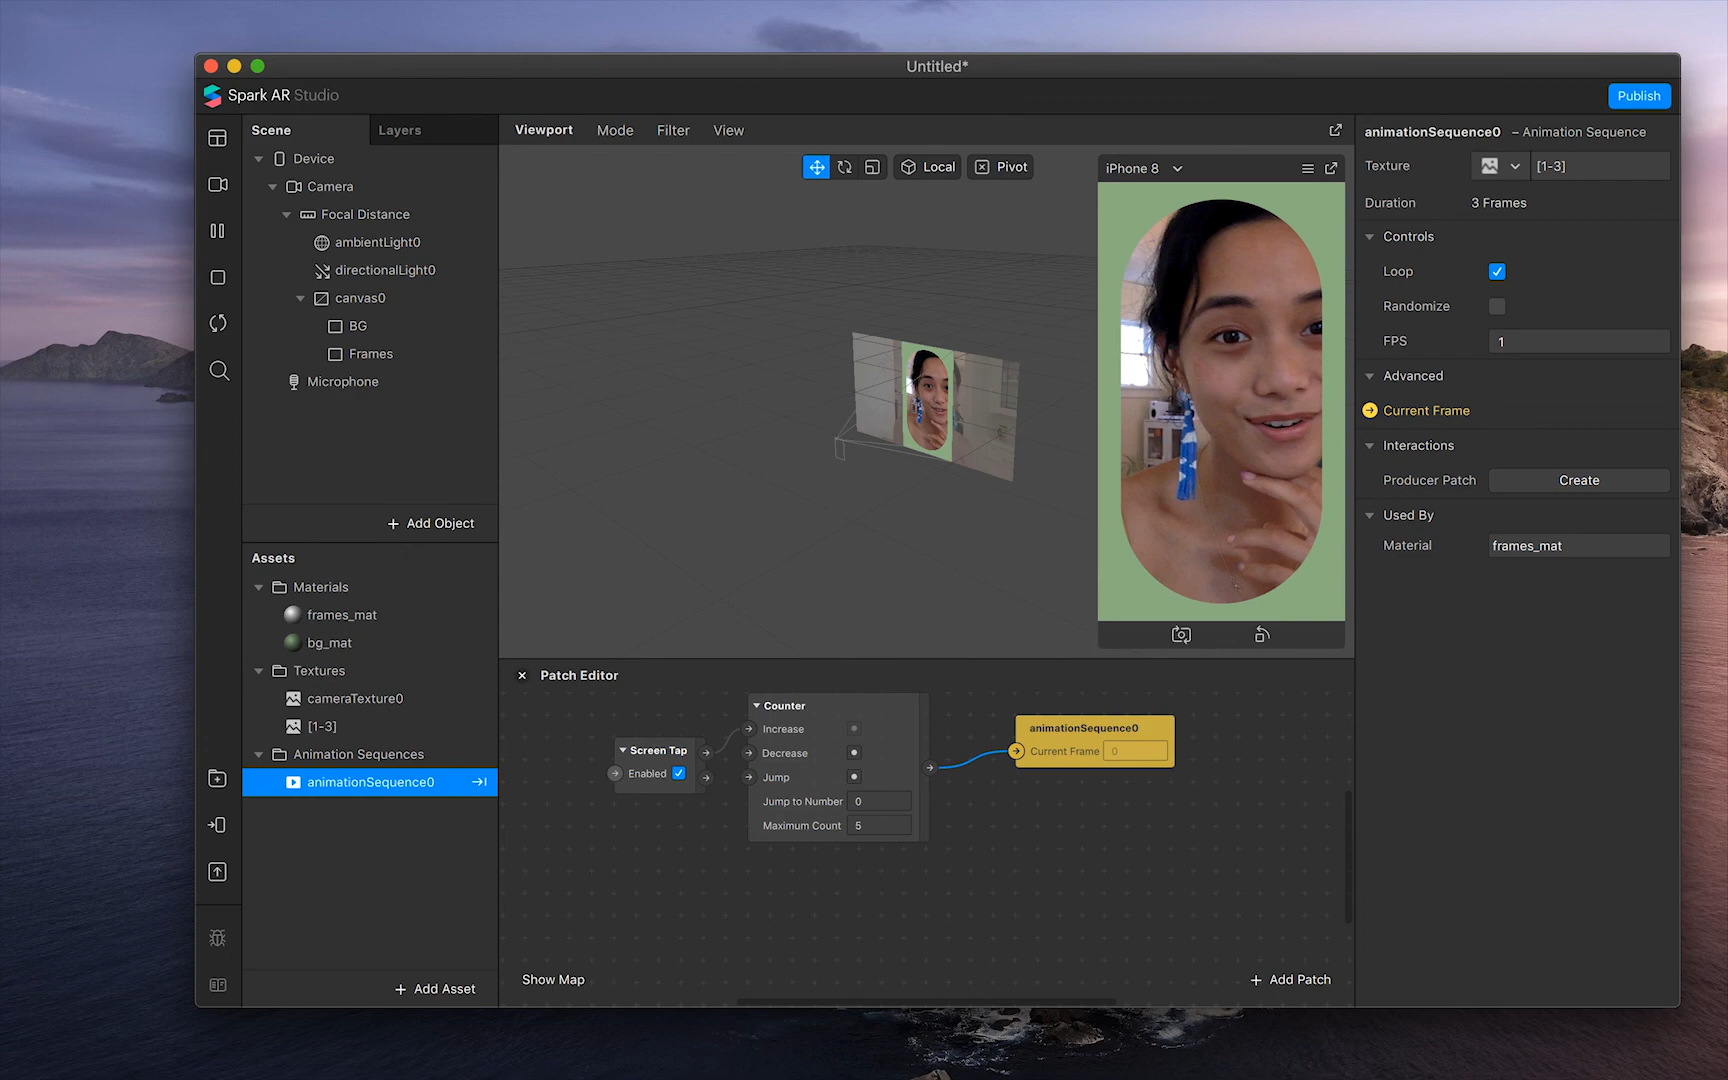 Untitled*
Spark AR Studio
Publish
Scene
Layers
Device
Camera
Focal Distance
ambientLight0
directionalLight0
canvas0
BG
Frames
Microphone
+ Add Object
Assets
Materials
frames_mat
bg_mat
Textures
cameraTexture0
[1-3]
Animation Sequences
animationSequence0
+ Add Asset
Viewport Mode Filter View
Local
Pivot
iPhone 8
Patch Editor
Screen Tap
Enabled
Counter
Increase
Decrease
Jump
Jump to Number 0
Maximum Count 5
animationSequence0
Current Frame 0
Show Map
+ Add Patch
animationSequence0 – Animation Sequence
Texture [1-3]
Duration 3 Frames
Controls
Loop
Randomize
FPS 1
Advanced
Current Frame
Interactions
Producer Patch Create
Used By
Material frames_mat